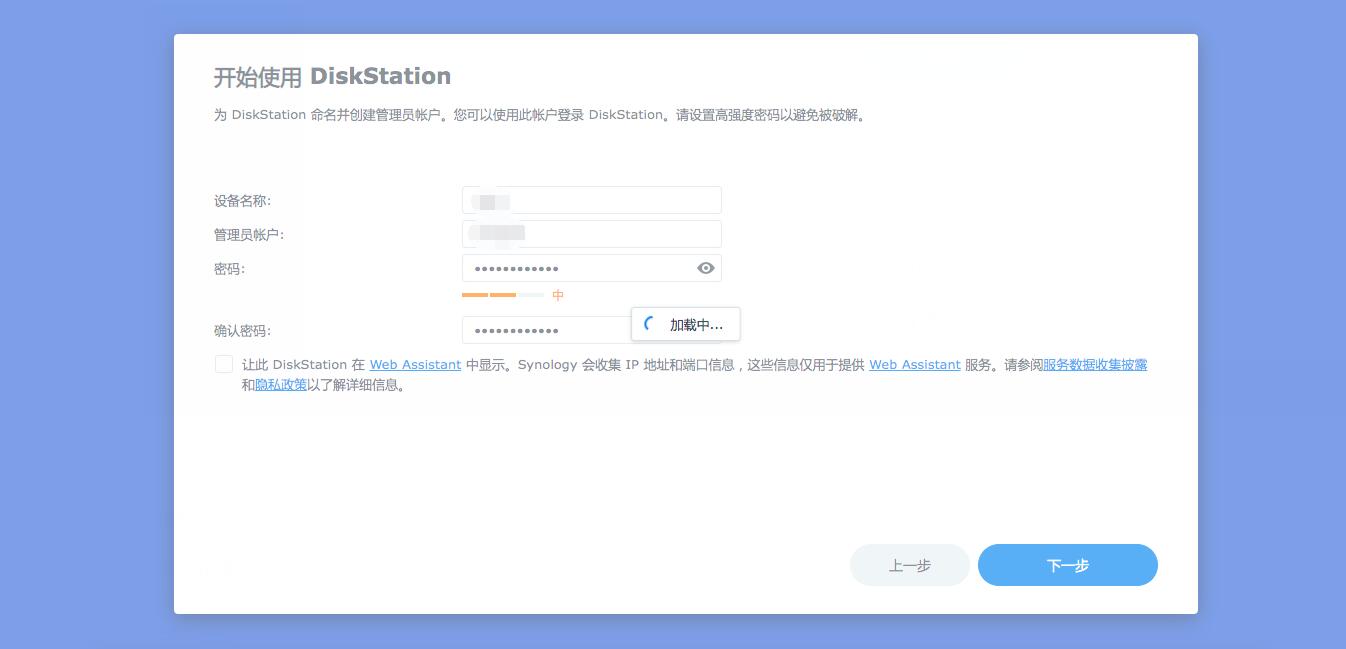 开始使用 DiskStation
为 DiskStation 命名并创建管理员帐户。您可以使用此帐户登录 DiskStation。请设置高强度密码以避免被破解。
设备名称:
管理员帐户:
密码: ••••••••••••
中
确认密码: ••••••••••••
加载中...
让此 DiskStation 在 Web Assistant 中显示。Synology 会收集 IP 地址和端口信息，这些信息仅用于提供 Web Assistant 服务。请参阅服务数据收集披露
和隐私政策以了解详细信息。
上一步 下一步